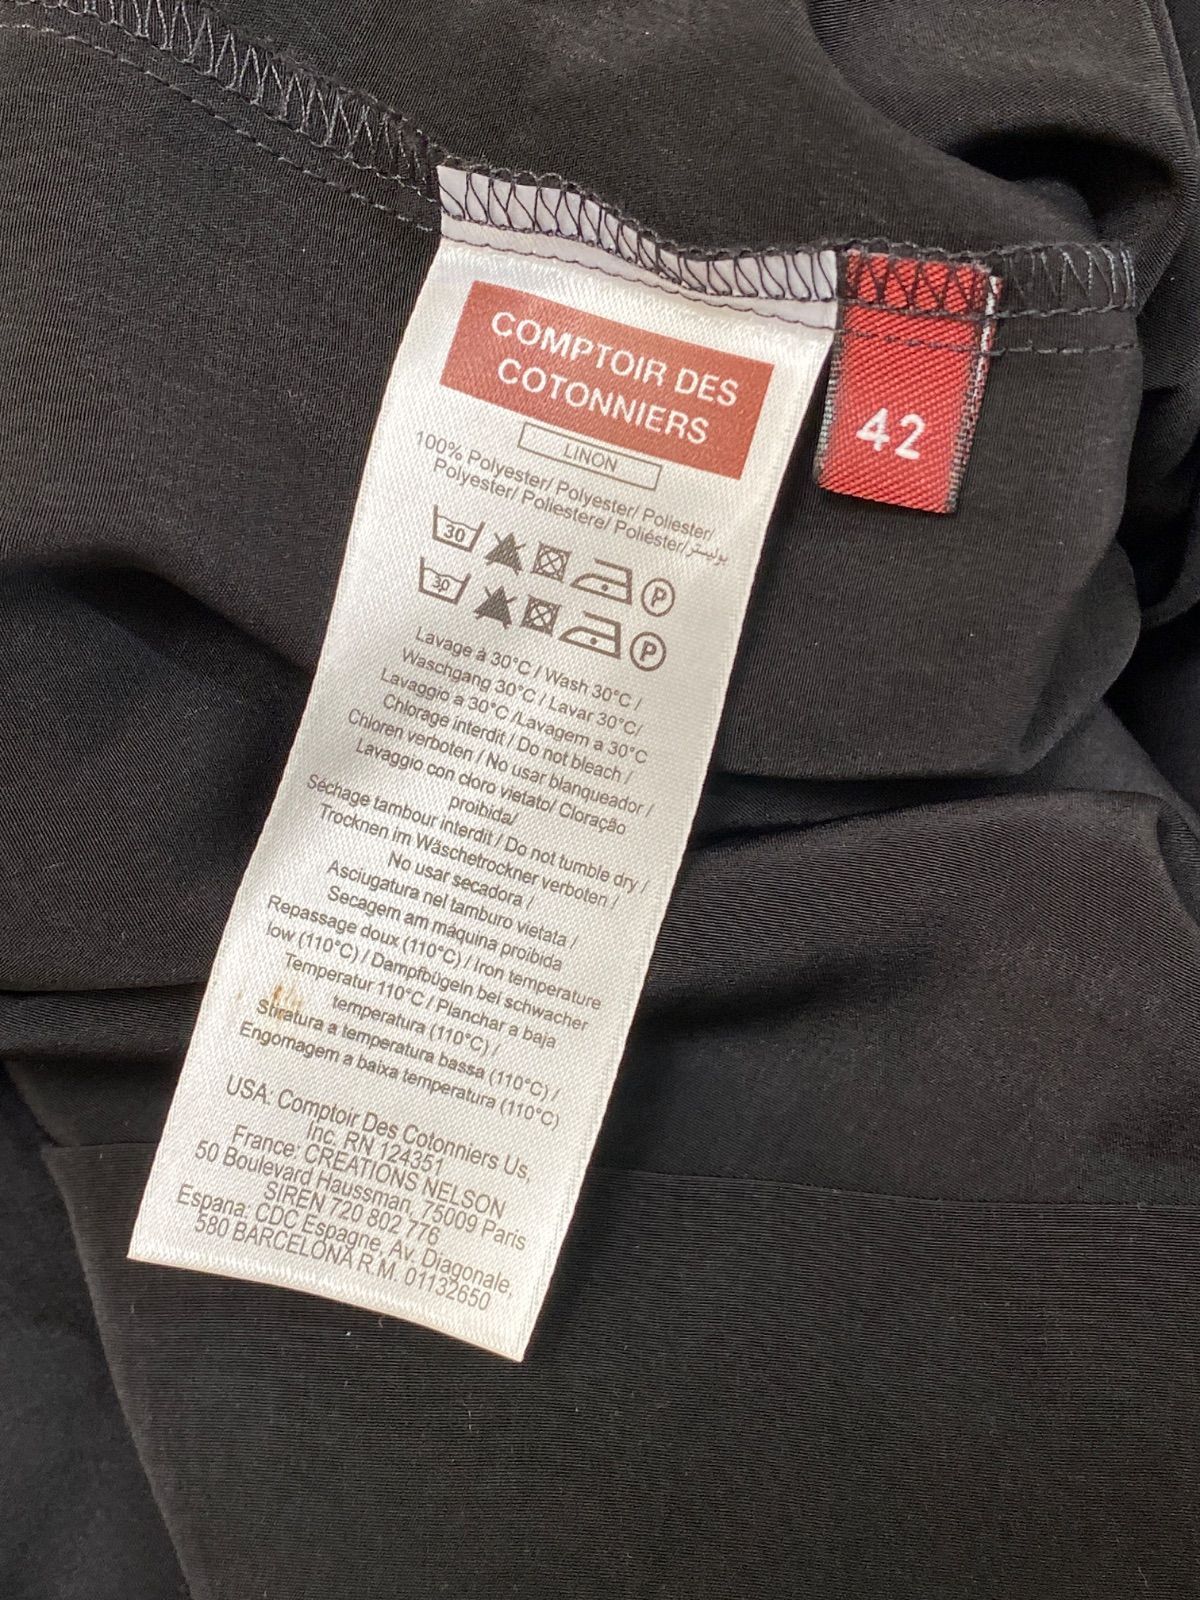 COMPTOIR DES
COTONNIERS
42
LINON
100% Polyester/ Polyester/ Poliester/
Polyester/ Poliestere/ Poliéster/ بوليستر
30 P
30 P
Lavage à 30°C / Wash 30°C /
Waschgang 30°C / Lavar 30°C/
Lavaggio a 30°C /Lavagem a 30°C
Chlorage interdit / Do not bleach /
Chloren verboten / No usar blanqueador /
Lavaggio con cloro vietato/ Cloração
proibida/
Séchage tambour interdit / Do not tumble dry /
Trocknen im Wäschetrockner verboten /
No usar secadora /
Asciugatura nel tamburo vietata /
Secagem am máquina proibida
Repassage doux (110°C) / Iron temperature
low (110°C) / Dampfbügeln bei schwacher
Temperatur 110°C / Planchar a baja
temperatura (110°C) /
Stiratura a temperatura bassa (110°C) /
Engomagem a baixa temperatura (110°C)
USA: Comptoir Des Cotonniers Us,
Inc. RN 124351
France: CREATIONS NELSON
50 Boulevard Haussman, 75009 Paris
SIREN 720 802 776
Espana: CDC Espagne, Av. Diagonale,
580 BARCELONA R.M. 01132650